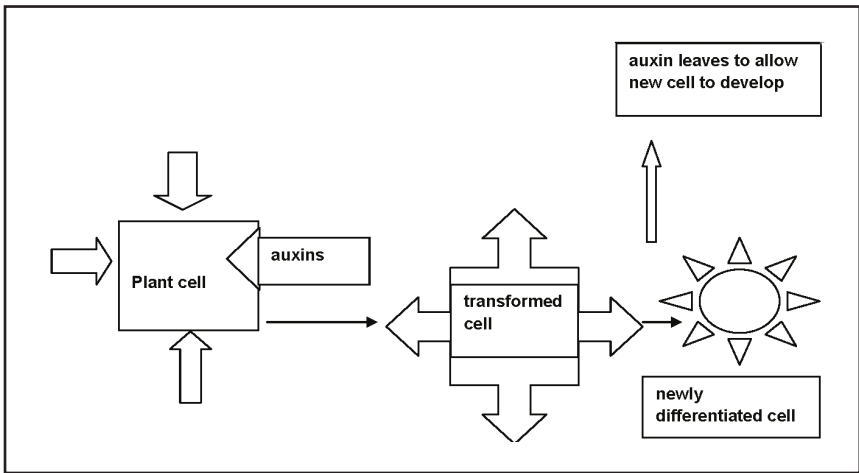 auxin leaves to allow
new cell to develop
auxins
Plant cell
transformed
cell
newly
differentiated cell